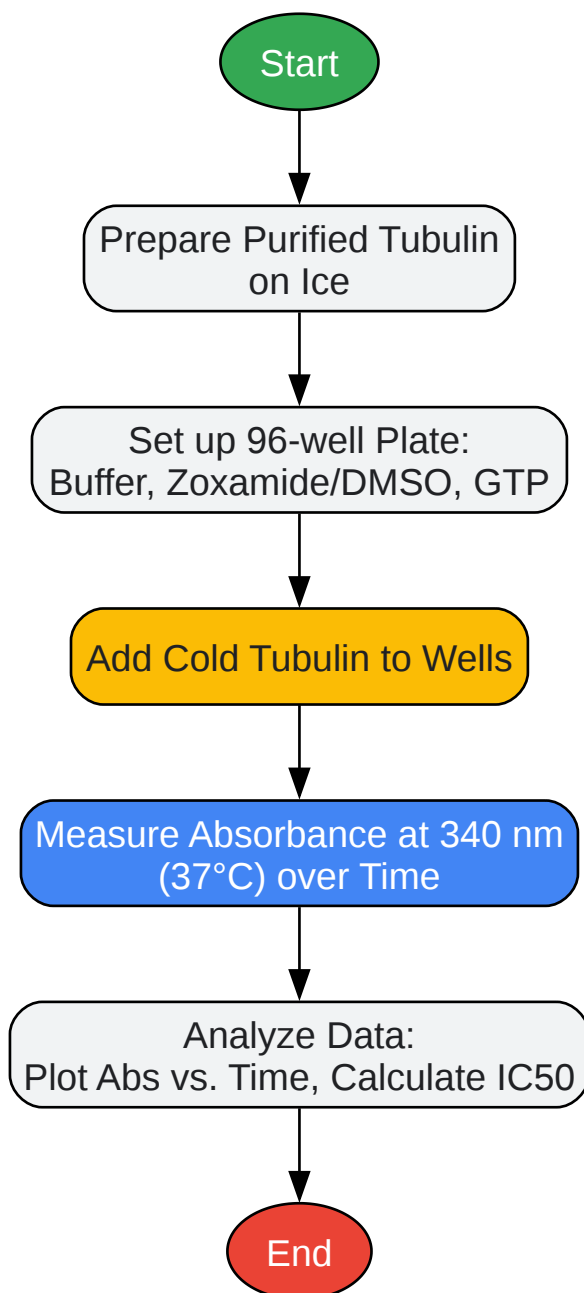 Start
Prepare Purified Tubulin
on Ice
Set up 96-well Plate:
Buffer, Zoxamide/DMSO, GTP
Add Cold Tubulin to Wells
Measure Absorbance at 340 nm
(37°C) over Time
Analyze Data:
Plot Abs vs. Time, Calculate IC50
End